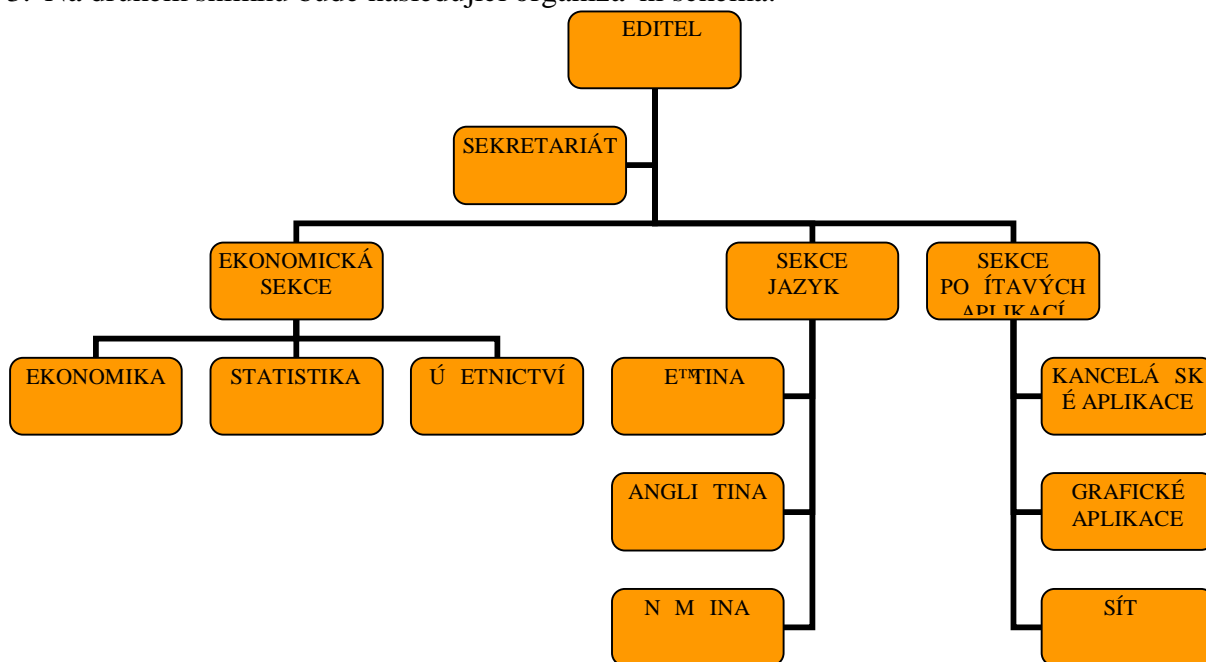 EDITEL
SEKRETARIÁT
EKONOMICKÁ
SEKCE
SEKCE
JAZYK
SEKCE
PO ÍTAVÝCH
APLIKACÍ
EKONOMIKA
STATISTIKA
Ú ETNICTVÍ
E™TINA
KANCELÁ SK
É APLIKACE
ANGLI TINA
GRAFICKÉ
APLIKACE
N M INA
SÍT